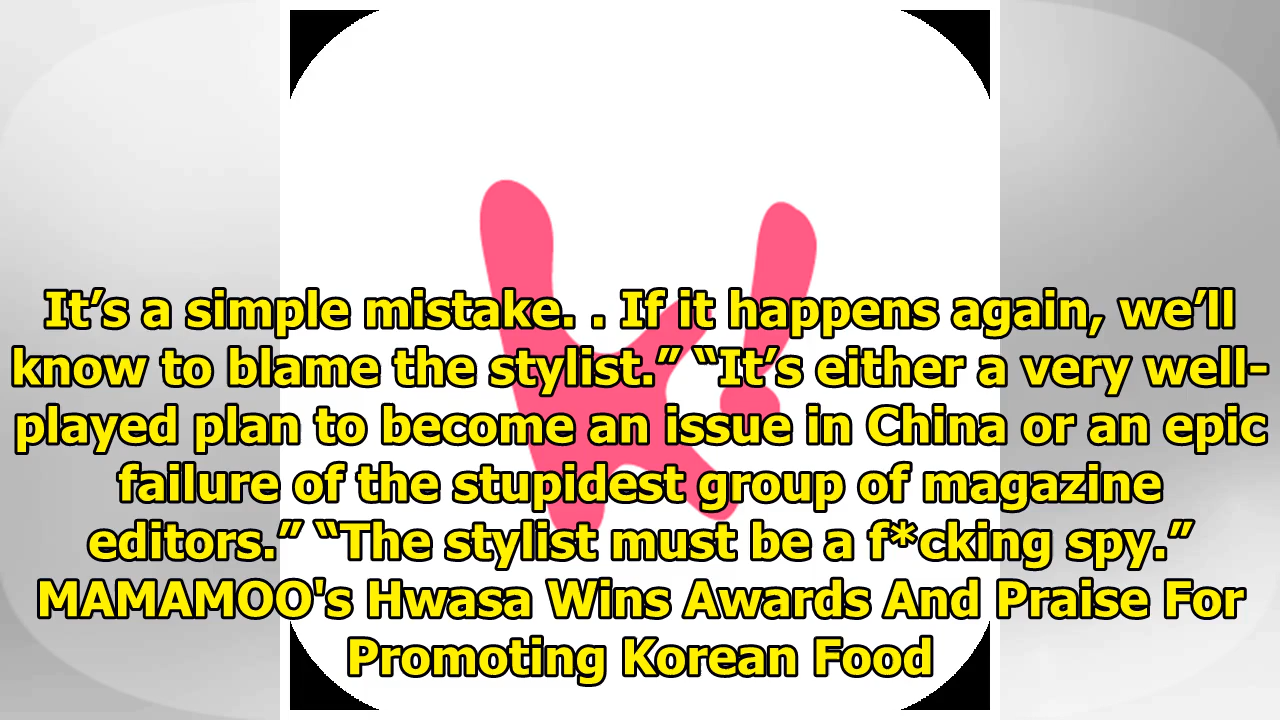 It’s a simple mistake. . If it happens again, we’ll
know to blame the stylist.” “It’s either a very well-
played plan to become an issue in China or an epic
failure of the stupidest group of magazine
editors.” “The stylist must be a f*cking spy.”
MAMAMOO's Hwasa Wins Awards And Praise For
Promoting Korean Food